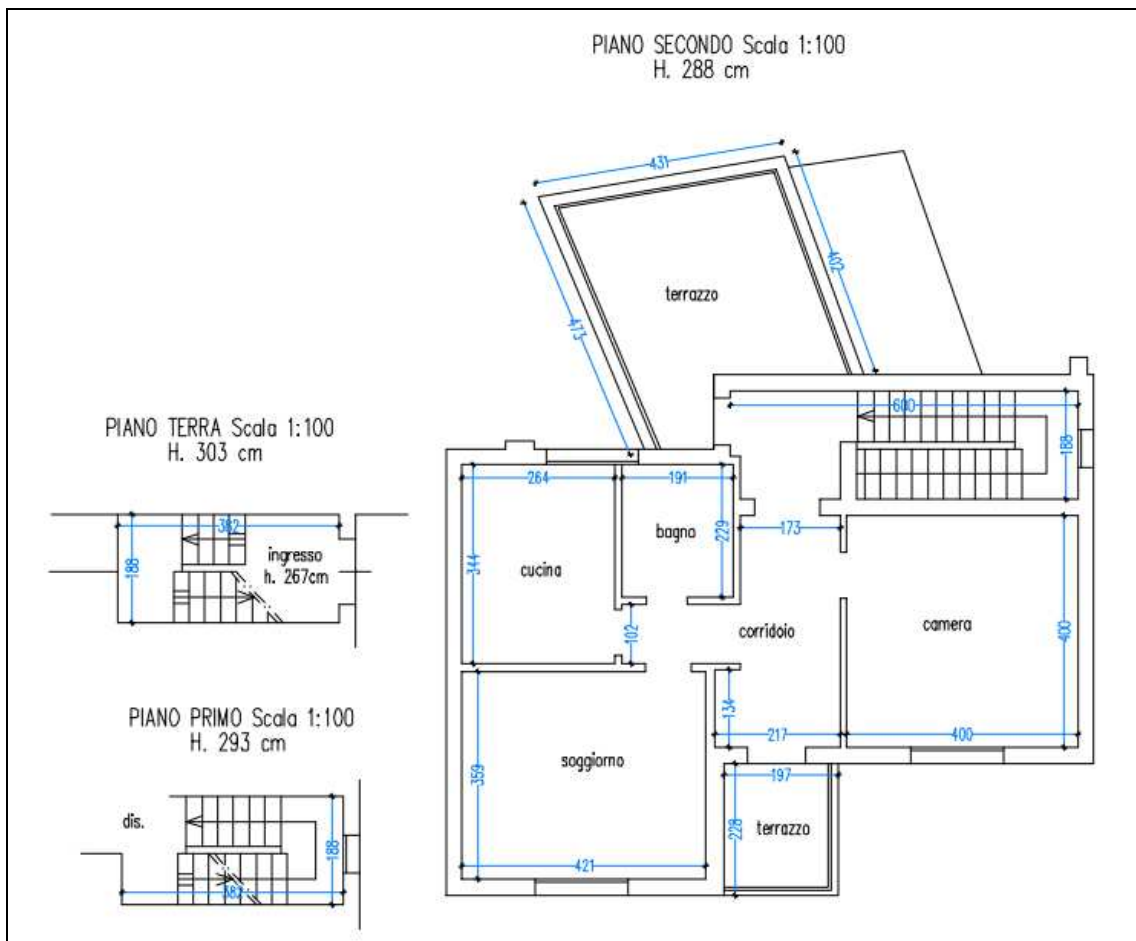 PIANO SECONDO Scala 1:100
H. 288 cm
431
402
473
terrazzo
600
188
PIANO TERRA Scala 1:100
H. 303 cm
382
188
ingresso
h. 267cm
264
191
344
229
bagno
173
cucina
102
corridoio
camera
400
PIANO PRIMO Scala 1:100
H. 293 cm
134
217
400
dis.
188
382
soggiorno
359
421
197
228
terrazzo